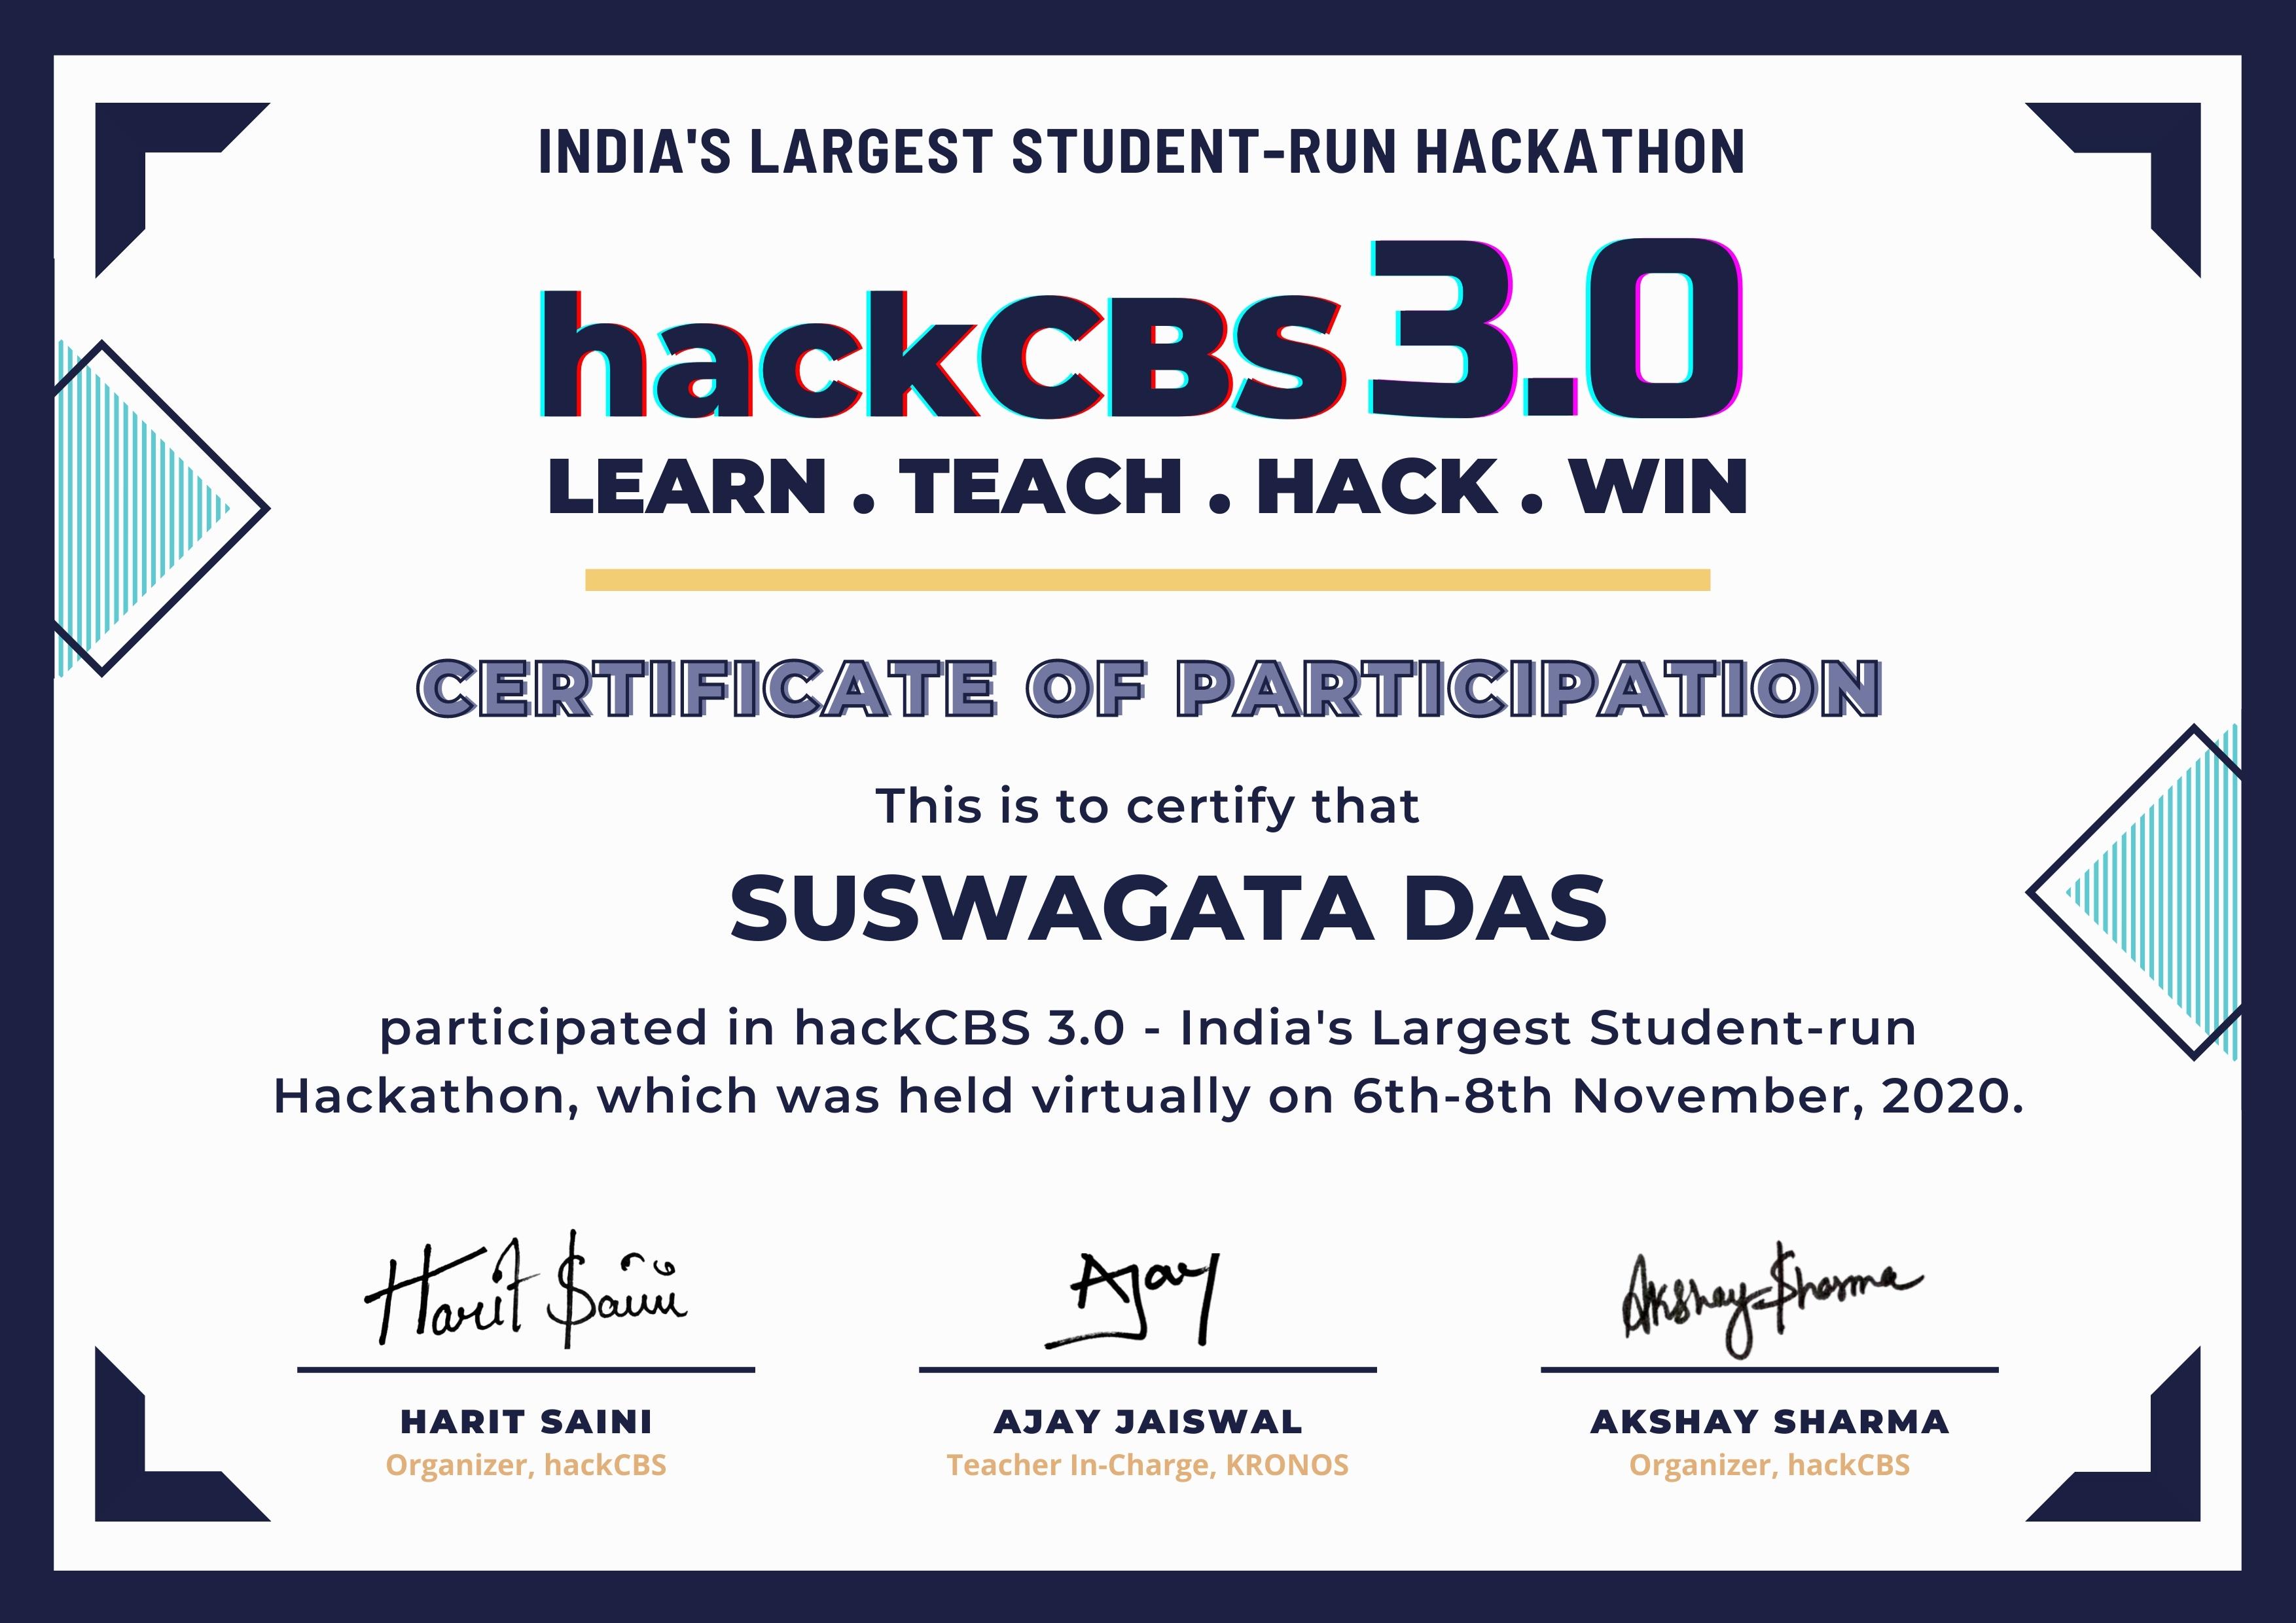 INDIA'S LARGEST STUDENT-RUN HACKATHON
hackCBS 3.0
LEARN . TEACH . HACK . WIN
CERTIFICATE OF PARTICIPATION
This is to certify that
SUSWAGATA DAS
participated in hackCBS 3.0 - India's Largest Student-run
Hackathon, which was held virtually on 6th-8th November, 2020.
Harit Saini
Ajay
Akshay Sharma
HARIT SAINI
Organizer, hackCBS
AJAY JAISWAL
Teacher In-Charge, KRONOS
AKSHAY SHARMA
Organizer, hackCBS